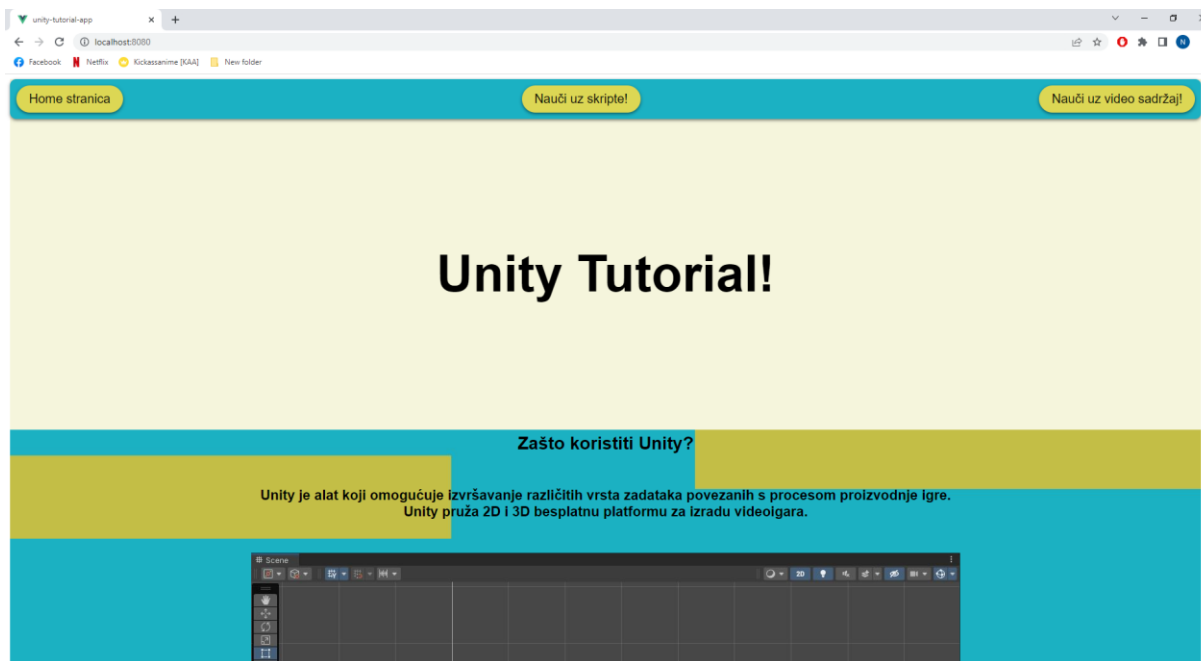 unity-tutorial-app
localhost:8080
Facebook Netflix Kickassanime [KAA] New folder
Home stranica Nauči uz skripte! Nauči uz video sadržaj!
Unity Tutorial!
Zašto koristiti Unity?
Unity je alat koji omogućuje izvršavanje različitih vrsta zadataka povezanih s procesom proizvodnje igre.
Unity pruža 2D i 3D besplatnu platformu za izradu videoigara.
Scene
2D